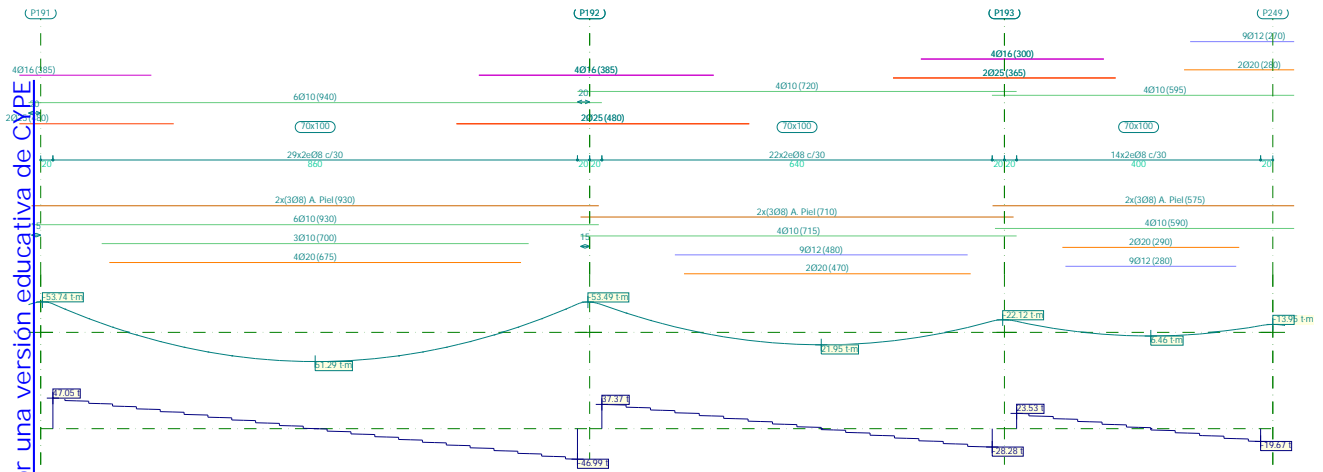 P191
P192
P193
P249
9Ø12(270)
4Ø16(300)
4Ø16(385)
4Ø16(385)
2Ø20(280)
2Ø25(365)
4Ø10(720)
20
6Ø10(940)
4Ø10(595)
2Ø25(480)
70x100
70x100
70x100
29x2eØ8 c/30
22x2eØ8 c/30
14x2eØ8 c/30
20
860
20
20
640
20
20
400
20
2x(3Ø8) A. Piel(930)
2x(3Ø8) A. Piel(710)
2x(3Ø8) A. Piel(575)
6Ø10(930)
4Ø10(590)
15
4Ø10(715)
3Ø10(700)
2Ø20(290)
9Ø12(480)
4Ø20(675)
9Ø12(280)
2Ø20(470)
-53.74 t·m
-53.49 t·m
-22.12 t·m
-13.95 t·m
61.29 t·m
21.95 t·m
6.46 t·m
47.05 t
37.37 t
23.53 t
-46.99 t
-28.28 t
-19.67 t
r una versión educativa de CYPE